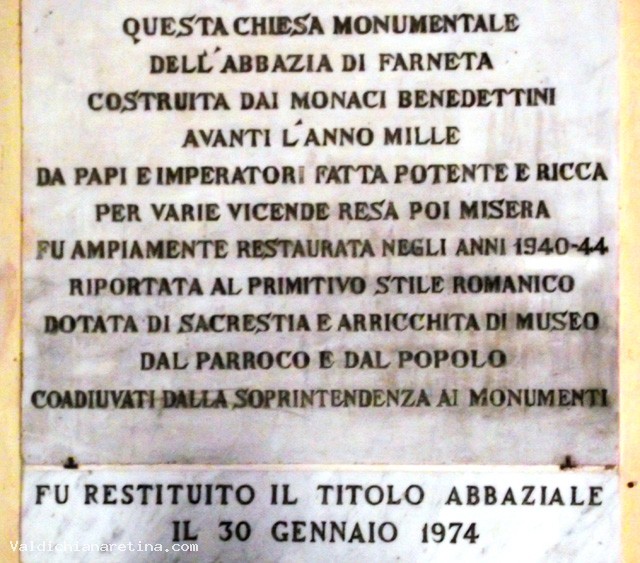 QUESTA CHIESA MONUMENTALE
DELL'ABBAZIA DI FARNETA
COSTRUITA DAI MONACI BENEDETTINI
AVANTI L'ANNO MILLE
DA PAPI E IMPERATORI FATTA POTENTE E RICCA
PER VARIE VICENDE RESA POI MISERA
FU AMPIAMENTE RESTAURATA NEGLI ANNI 1940-44
RIPORTATA AL PRIMITIVO STILE ROMANICO
DOTATA DI SACRESTIA E ARRICCHITA DI MUSEO
DAL PARROCO E DAL POPOLO
COADIUVATI DALLA SOPRINTENDENZA AI MONUMENTI
FU RESTITUITO IL TITOLO ABBAZIALE
IL 30 GENNAIO 1974
Valdichianaretina.com